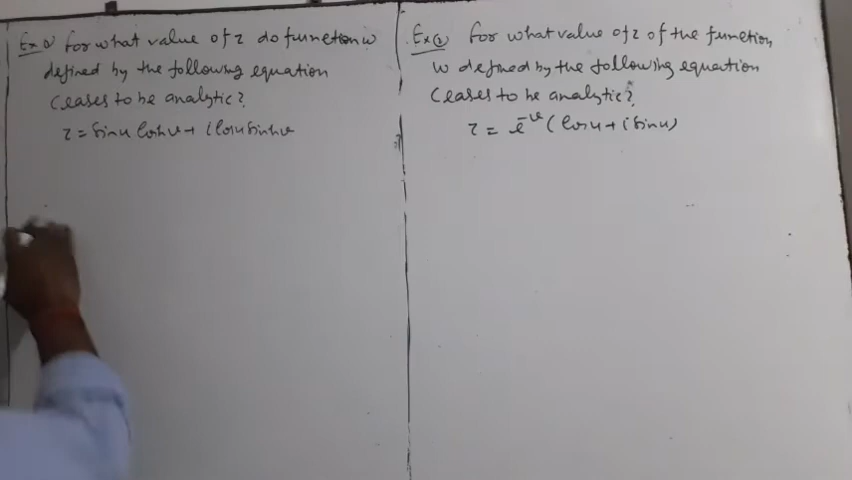 Ex ① For what value of z do function w
defined by the following equation
ceases to be analytic?
z = sinu coshv + i cosu sinhv
Ex ② For what value of z of the function,
w defined by the following equation
ceases to be analytic?
z = e^-v (cosu + i sinu)